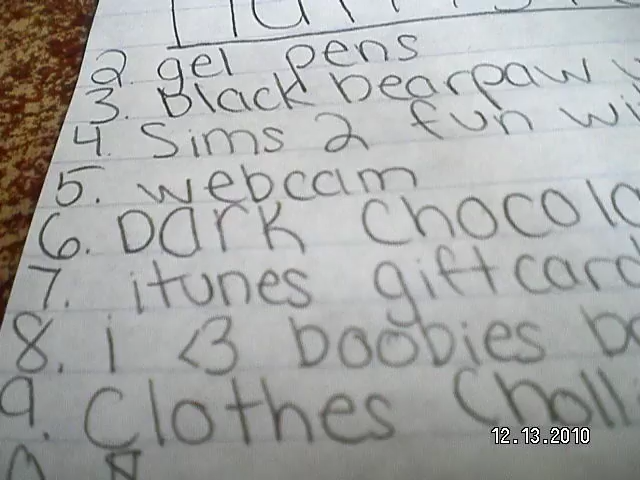 2. gel pens
3. Black bearpaw
4. Sims 2 fun
5. webcam
6. Dark
7. itunes giftcard
8. i <3 boobies
9. Clothes
12.13.2010